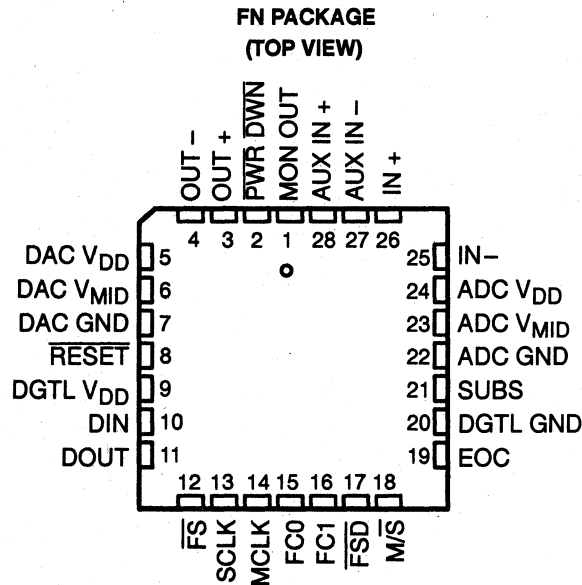 FN PACKAGE
(TOP VIEW)
OUT -
OUT +
PWR DWN
MON OUT
AUX IN +
AUX IN -
IN +
4 3 2 1 28 27 26
DAC VDD 5
DAC VMID 6
DAC GND 7
RESET 8
DGTL VDD 9
DIN 10
DOUT 11
25 IN-
24 ADC VDD
23 ADC VMID
22 ADC GND
21 SUBS
20 DGTL GND
19 EOC
12 13 14 15 16 17 18
FS
SCLK
MCLK
FC0
FC1
FSD
M/S